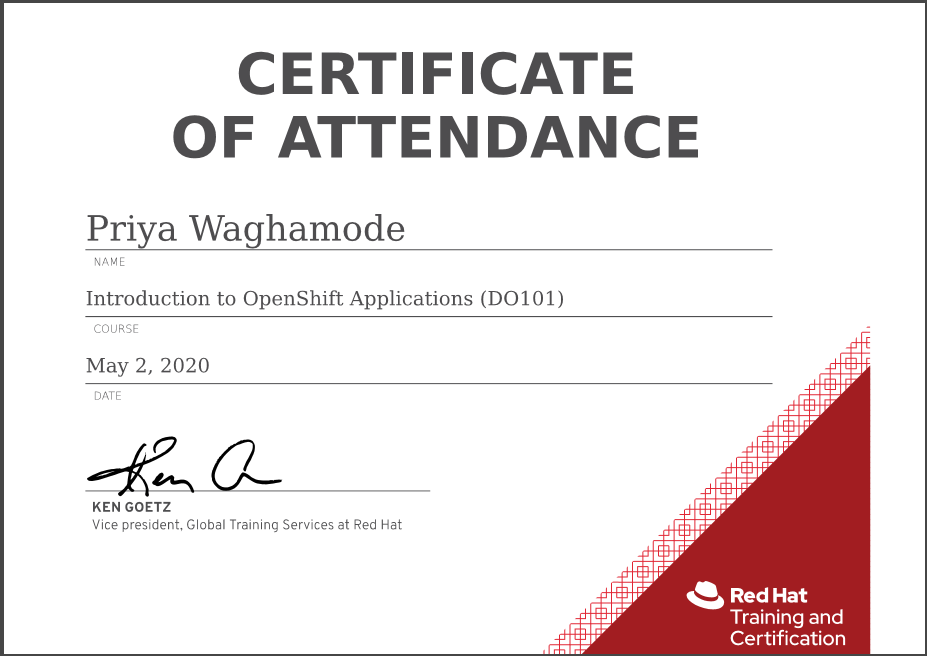 CERTIFICATE
OF ATTENDANCE
Priya Waghamode
NAME
Introduction to OpenShift Applications (DO101)
COURSE
May 2, 2020
DATE
KEN GOETZ
Vice president, Global Training Services at Red Hat
Red Hat
Training and
Certification